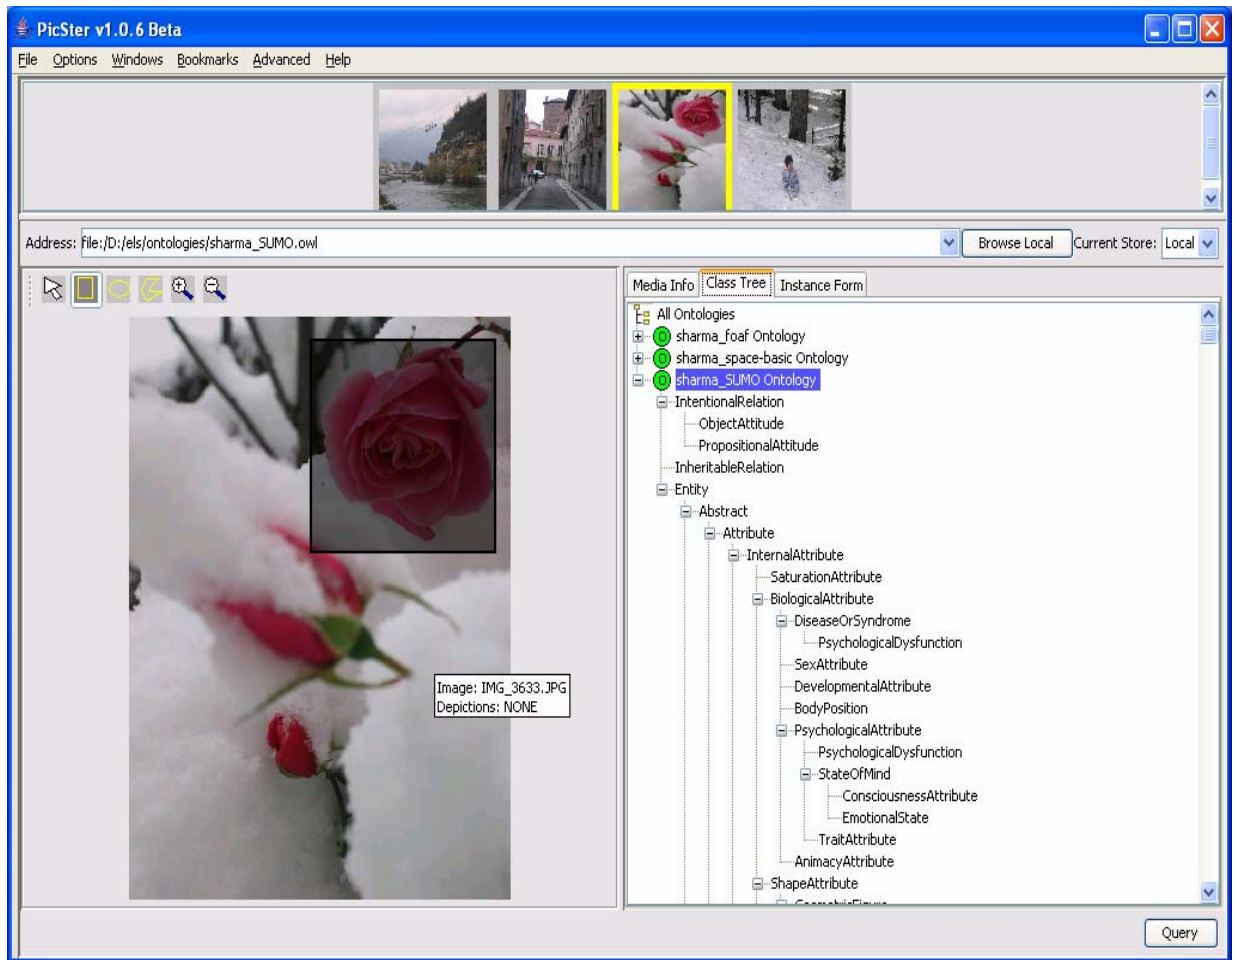 PicSter v1.0.6 Beta
File Options Windows Bookmarks Advanced Help
Address: file:/D:/els/ontologies/sharma_SUMO.owl Browse Local Current Store: Local
Media Info Class Tree Instance Form
All Ontologies
sharma_foaf Ontology
sharma_space-basic Ontology
sharma_SUMO Ontology
IntentionalRelation
ObjectAttitude
PropositionalAttitude
InheritableRelation
Entity
Abstract
Attribute
InternalAttribute
SaturationAttribute
BiologicalAttribute
DiseaseOrSyndrome
PsychologicalDysfunction
SexAttribute
DevelopmentalAttribute
BodyPosition
PsychologicalAttribute
PsychologicalDysfunction
StateOfMind
ConsciousnessAttribute
EmotionalState
TraitAttribute
AnimacyAttribute
ShapeAttribute
GeometricFigure
Image: IMG_3633.JPG
Depictions: NONE
Query